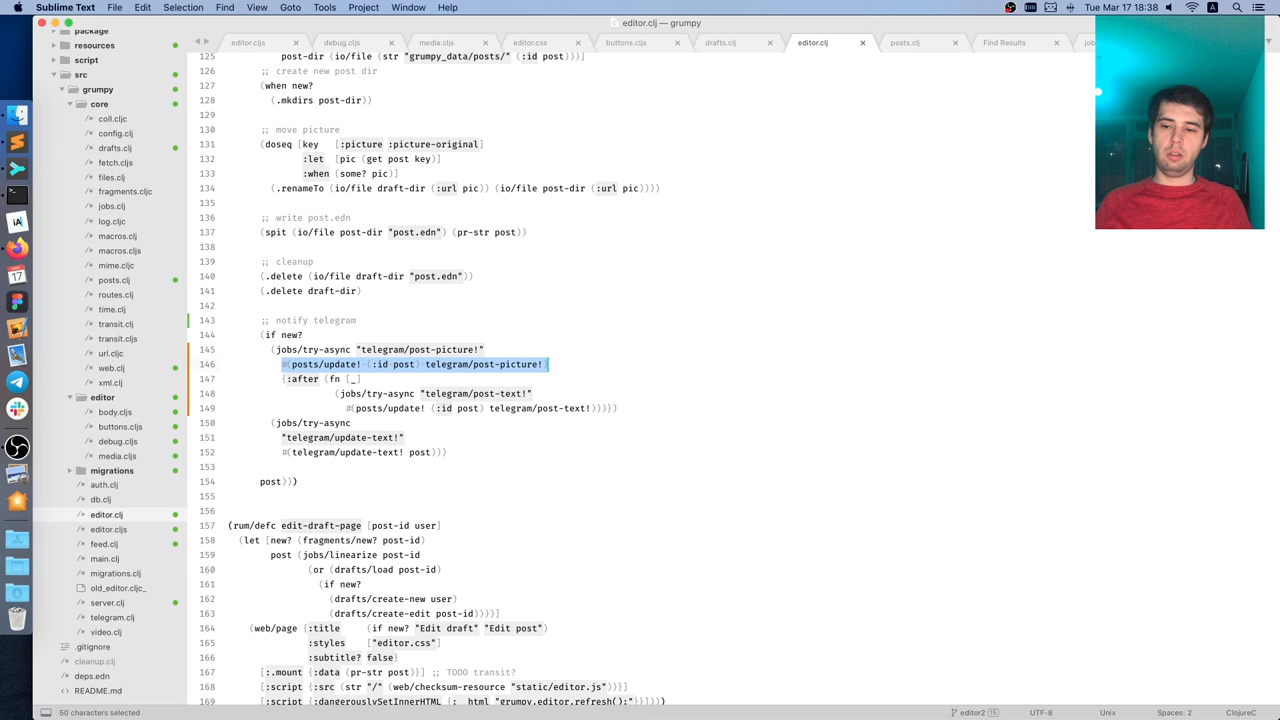 Sublime Text File Edit Selection Find View Goto Tools Project Window Help
Tue 17 Mar 18:38
editor.clj — grumpy
editor.cljs
debug.cljs
media.cljs
editor.css
buttons.cljs
drafts.clj
editor.clj
posts.clj
Find Results
job
package
resources
script
src
grumpy
core
coll.cljc
config.clj
drafts.clj
fetch.cljs
files.clj
fragments.cljc
jobs.clj
log.cljc
macros.clj
macros.cljs
mime.cljc
posts.clj
routes.clj
time.clj
transit.clj
transit.cljs
url.cljc
web.clj
xml.clj
editor
body.cljs
buttons.cljs
debug.cljs
media.cljs
migrations
auth.clj
db.clj
editor.clj
editor.cljs
feed.clj
main.clj
migrations.clj
old_editor.cljc_
server.clj
telegram.clj
video.clj
.gitignore
cleanup.clj
deps.edn
README.md
125 post-dir (io/file (str "grumpy_data/posts/" (:id post)))]
126 ;; create new post dir
127 (when new?
128 (.mkdirs post-dir))
129
130 ;; move picture
131 (doseq [key [:picture :picture-original]
132 :let [pic (get post key)]
133 :when (some? pic)]
134 (.renameTo (io/file draft-dir (:url pic)) (io/file post-dir (:url pic))))
135
136 ;; write post.edn
137 (spit (io/file post-dir "post.edn") (pr-str post))
138
139 ;; cleanup
140 (.delete (io/file draft-dir "post.edn"))
141 (.delete draft-dir)
142
143 ;; notify telegram
144 (if new?
145 (jobs/try-async "telegram/post-picture!"
146 #(posts/update! (:id post) telegram/post-picture!)
147 {:after (fn [_]
148 (jobs/try-async "telegram/post-text!"
149 #(posts/update! (:id post) telegram/post-text!)))})
150 (jobs/try-async
151 "telegram/update-text!"
152 #(telegram/update-text! post)))
153
154 post)))
155
156
157 (rum/defc edit-draft-page [post-id user]
158 (let [new? (fragments/new? post-id)
159 post (jobs/linearize post-id
160 (or (drafts/load post-id)
161 (if new?
162 (drafts/create-new user)
163 (drafts/create-edit post-id))))]
164 (web/page {:title (if new? "Edit draft" "Edit post")
165 :styles ["editor.css"]
166 :subtitle? false}
167 [:.mount {:data (pr-str post)}] ;; TODO transit?
168 [:script {:src (str "/" (web/checksum-resource "static/editor.js"))}]
169 [:script {:dangerouslySetInnerHTML {:__html "grumpy.editor.refresh();"}}])))
50 characters selected
editor2 15
UTF-8
Unix
Spaces: 2
ClojureC